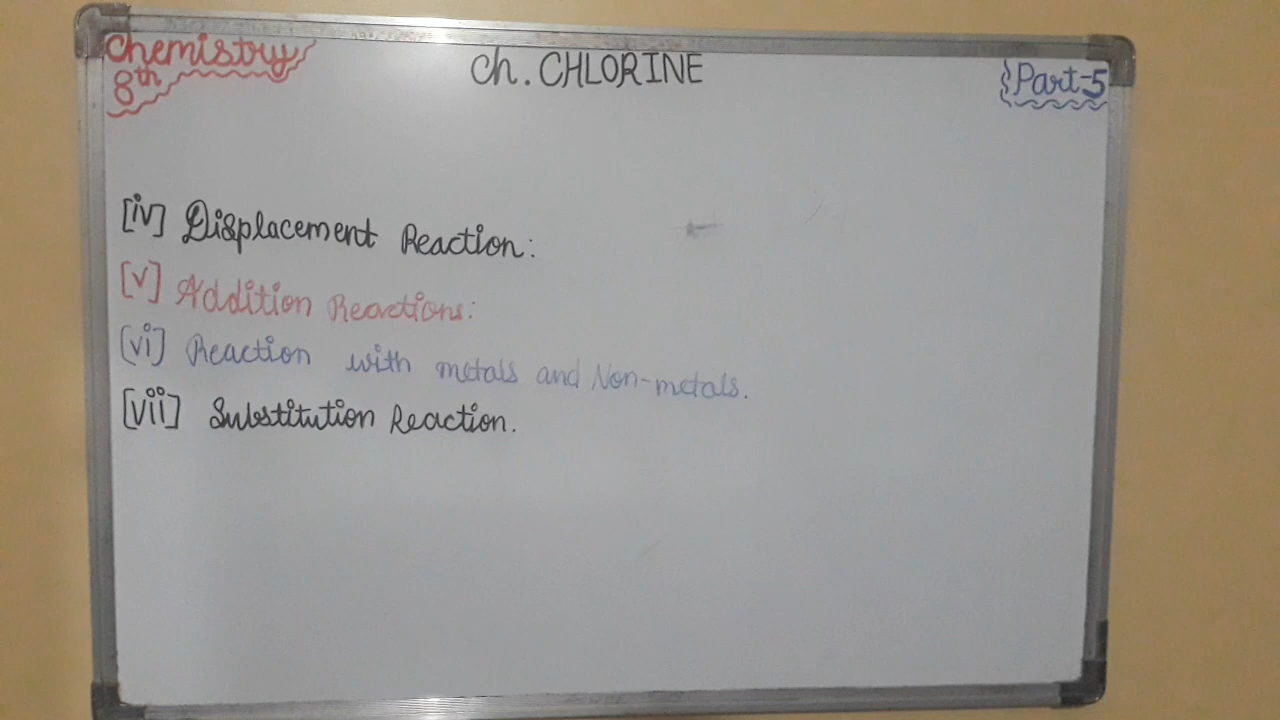 Chemistry
8th
Ch. CHLORINE
Part-5
[iv] Displacement Reaction:
[v] Addition Reactions:
[vi] Reaction with metals and Non-metals.
[vii] Substitution Reaction.